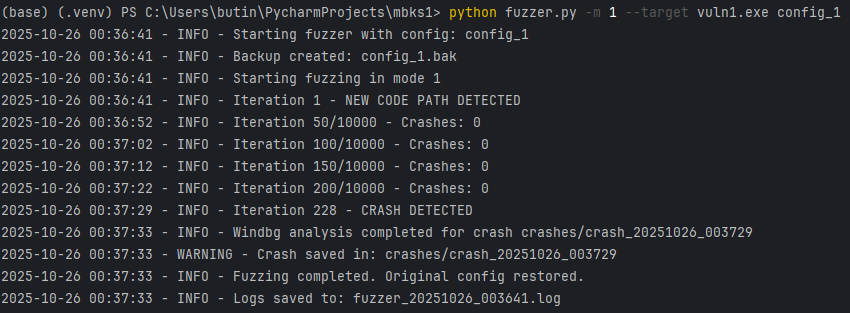 (base) (.venv) PS C:\Users\butin\PycharmProjects\mbks1> python fuzzer.py -m 1 --target vuln1.exe config_1
2025-10-26 00:36:41 - INFO - Starting fuzzer with config: config_1
2025-10-26 00:36:41 - INFO - Backup created: config_1.bak
2025-10-26 00:36:41 - INFO - Starting fuzzing in mode 1
2025-10-26 00:36:41 - INFO - Iteration 1 - NEW CODE PATH DETECTED
2025-10-26 00:36:52 - INFO - Iteration 50/10000 - Crashes: 0
2025-10-26 00:37:02 - INFO - Iteration 100/10000 - Crashes: 0
2025-10-26 00:37:12 - INFO - Iteration 150/10000 - Crashes: 0
2025-10-26 00:37:22 - INFO - Iteration 200/10000 - Crashes: 0
2025-10-26 00:37:29 - INFO - Iteration 228 - CRASH DETECTED
2025-10-26 00:37:33 - INFO - Windbg analysis completed for crash crashes/crash_20251026_003729
2025-10-26 00:37:33 - WARNING - Crash saved in: crashes/crash_20251026_003729
2025-10-26 00:37:33 - INFO - Fuzzing completed. Original config restored.
2025-10-26 00:37:33 - INFO - Logs saved to: fuzzer_20251026_003641.log